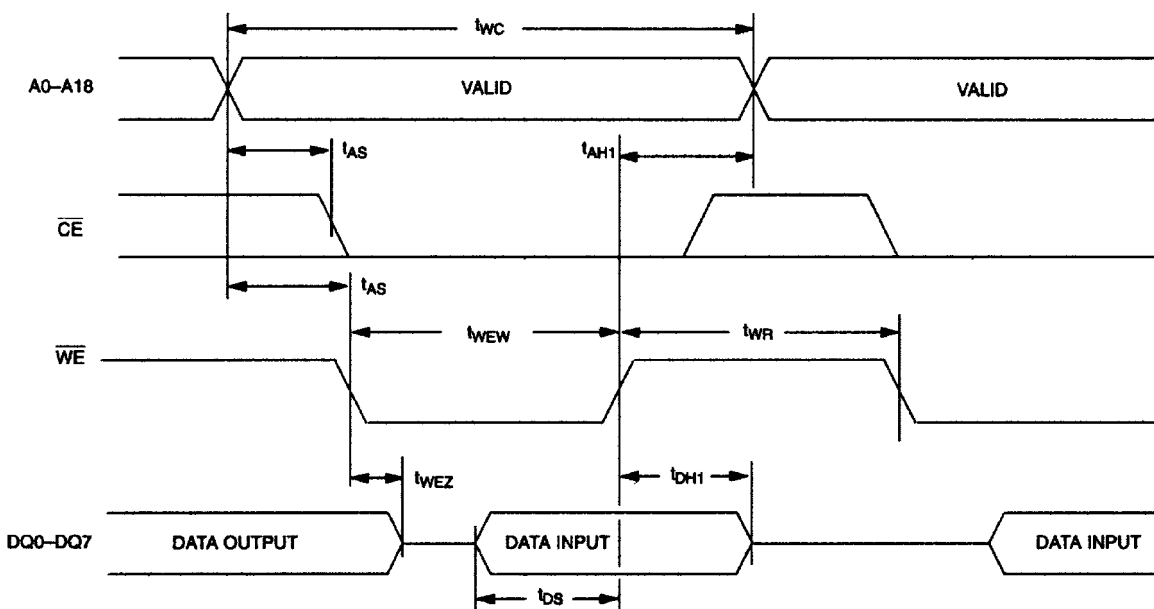 tWC
A0–A18 VALID VALID
tAS tAH1
CE
tAS
tWEW tWR
WE
tWEZ tDH1
DQ0–DQ7 DATA OUTPUT DATA INPUT DATA INPUT
tDS